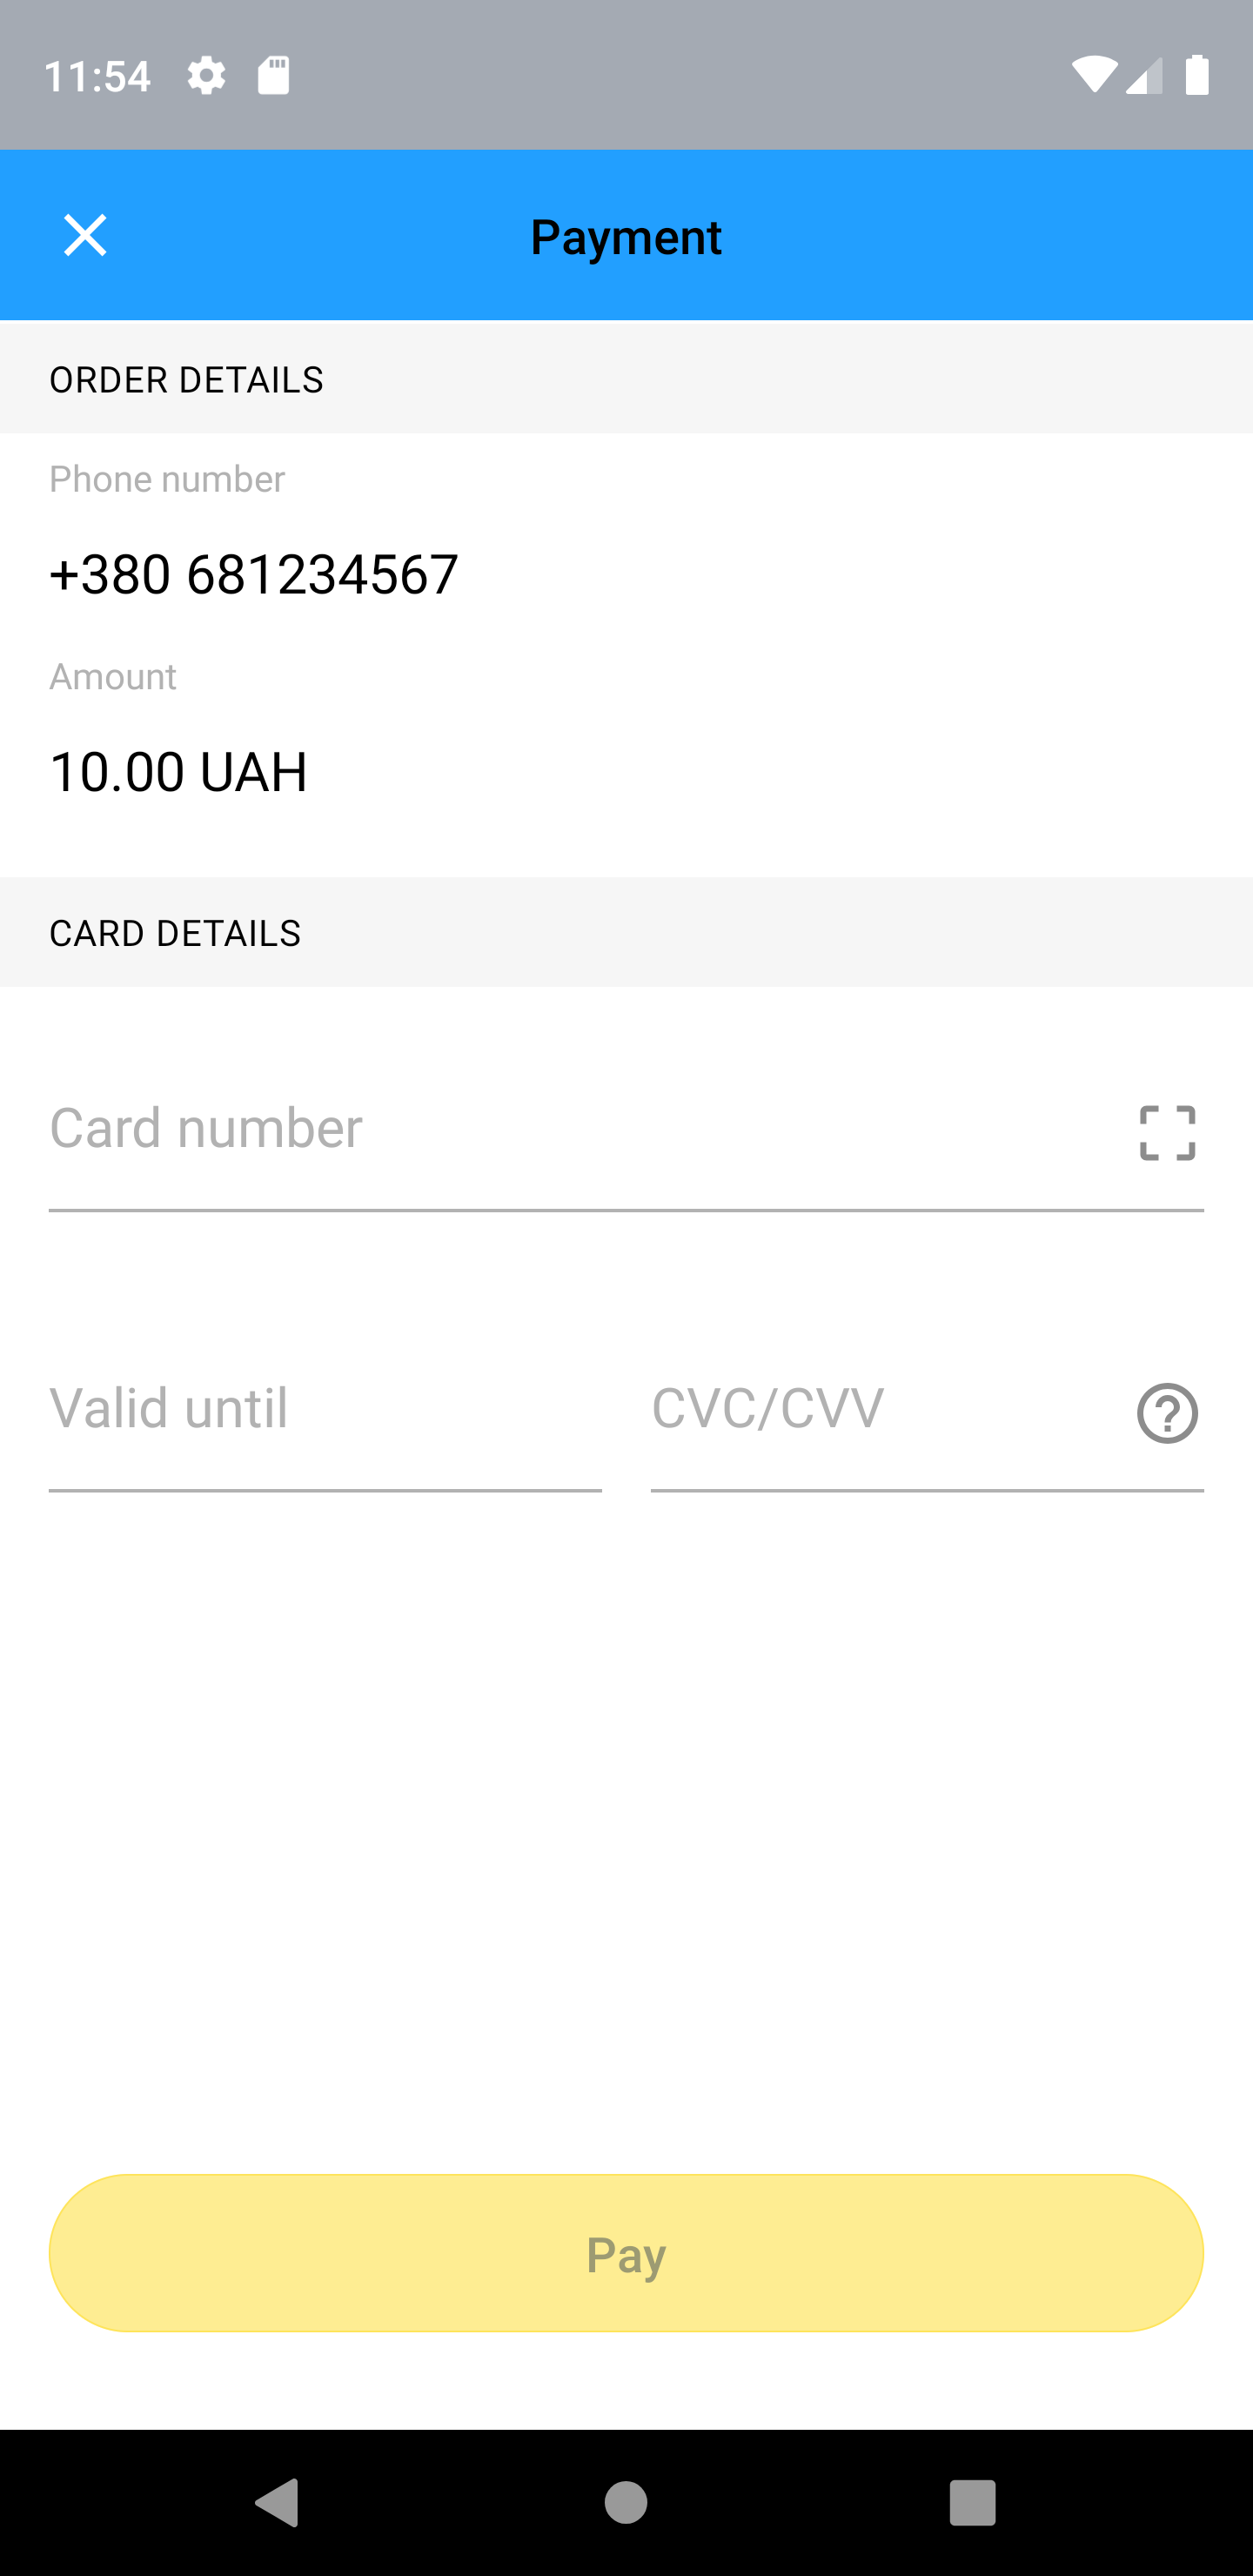 11:54
Payment
ORDER DETAILS
Phone number
+380 681234567
Amount
10.00 UAH
CARD DETAILS
Card number
Valid until
CVC/CVV
Pay